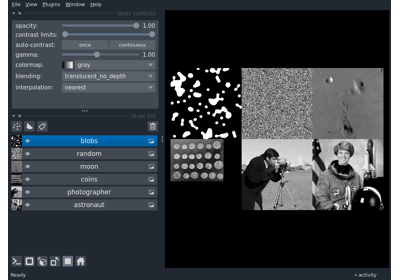 File View Plugins Window Help
layer controls
opacity: 1.00
contrast limits:
auto-contrast: once continuous
gamma: 1.00
colormap: gray
blending: translucent_no_depth
interpolation: nearest
layer list
blobs
random
moon
coins
photographer
astronaut
Ready activity